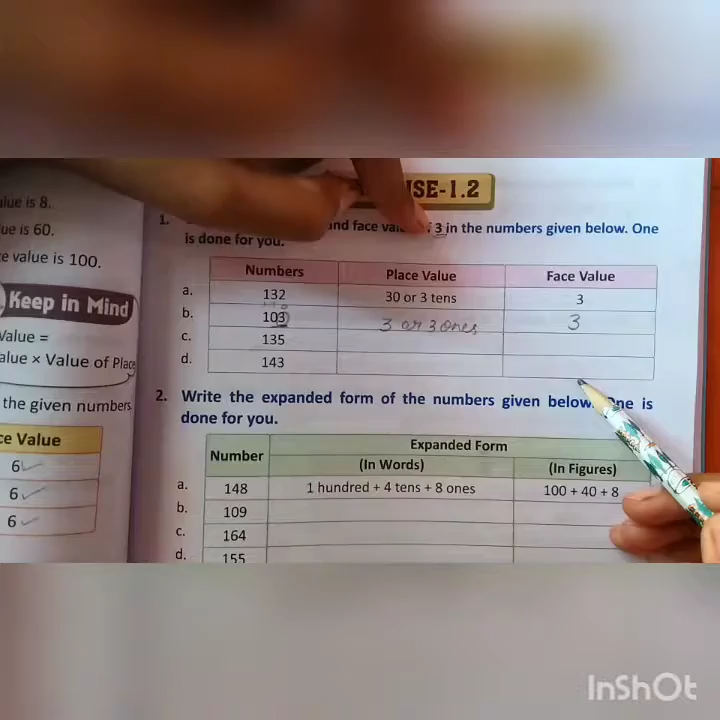 alue is 8.
ue is 60.
e value is 100.
Keep in Mind
Value =
alue × Value of Place
the given numbers
ce Value
6
6
6
ISE-1.2
1. and face 3 in the numbers given below. One
is done for you.
Numbers Place Value Face Value
a. 132 30 or 3 tens 3
b. 103 3 or 3 ones 3
c. 135
d. 143
2. Write the expanded form of the numbers given below. One is
done for you.
Number Expanded Form
(In Words) (In Figures)
a. 148 1 hundred + 4 tens + 8 ones 100 + 40 + 8
b. 109
c. 164
d. 155
InShOt